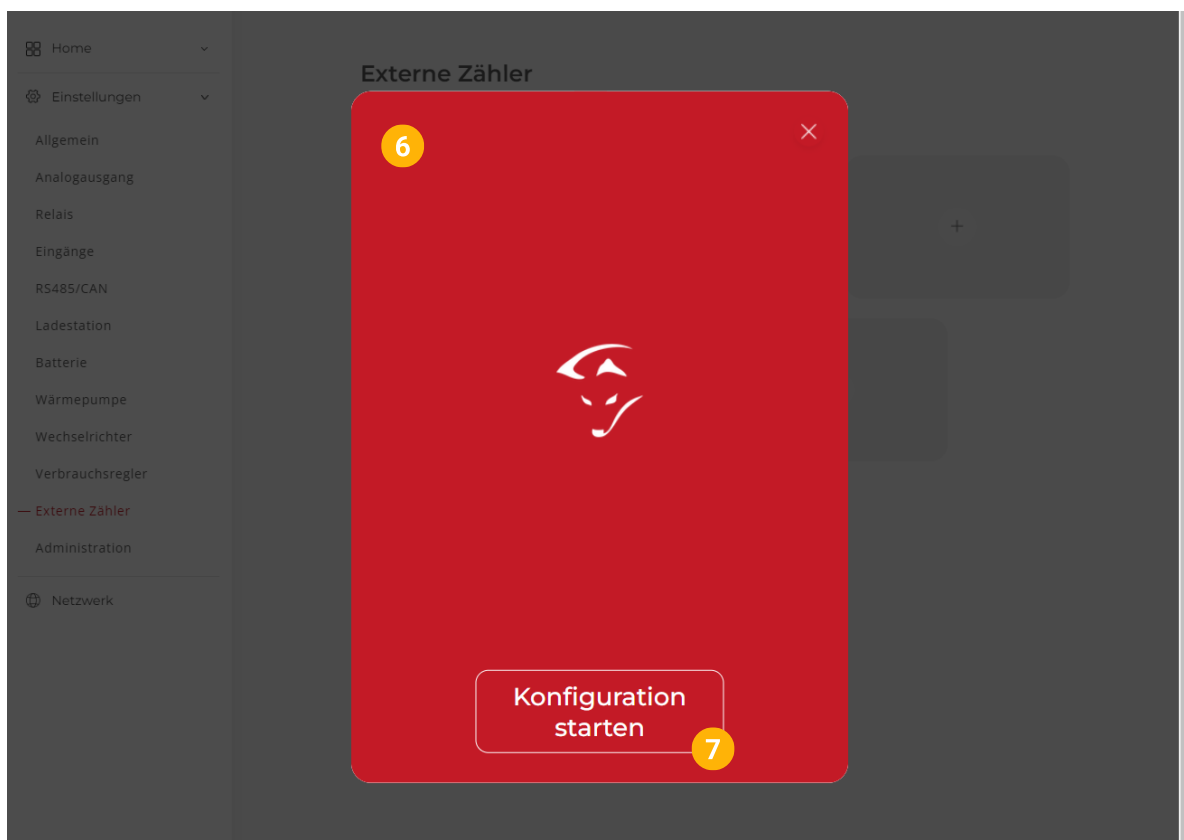 Home
Einstellungen
Allgemein
Analogausgang
Relais
Eingänge
RS485/CAN
Ladestation
Batterie
Wärmepumpe
Wechselrichter
Verbrauchsregler
Externe Zähler
Administration
Netzwerk
Externe Zähler
6
Konfiguration
starten
7